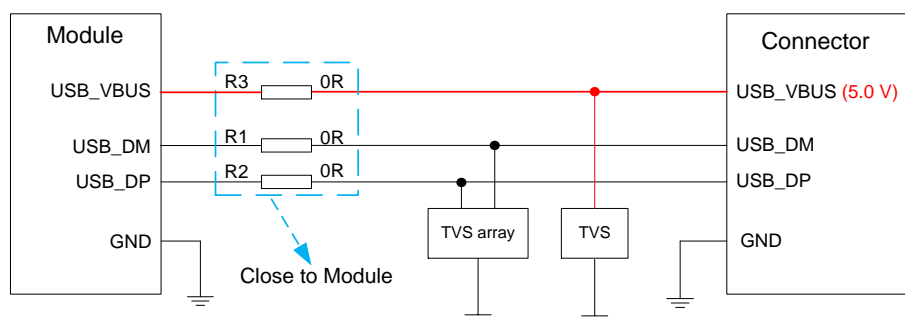 Module
Connector
USB_VBUS
R3
0R
USB_VBUS (5.0 V)
USB_DM
R1
0R
USB_DM
USB_DP
R2
0R
USB_DP
GND
TVS array
TVS
GND
Close to Module